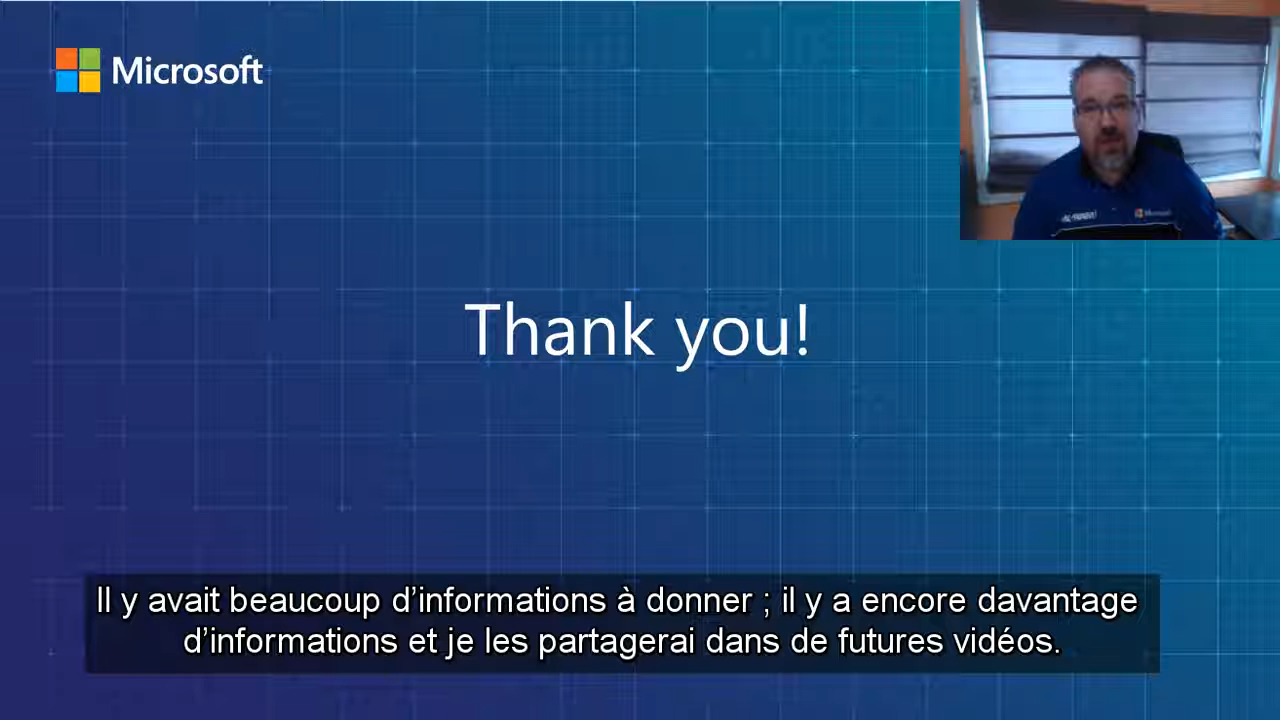 Microsoft
Thank you!
Microsoft
Il y avait beaucoup d’informations à donner ; il y a encore davantage
d’informations et je les partagerai dans de futures vidéos.